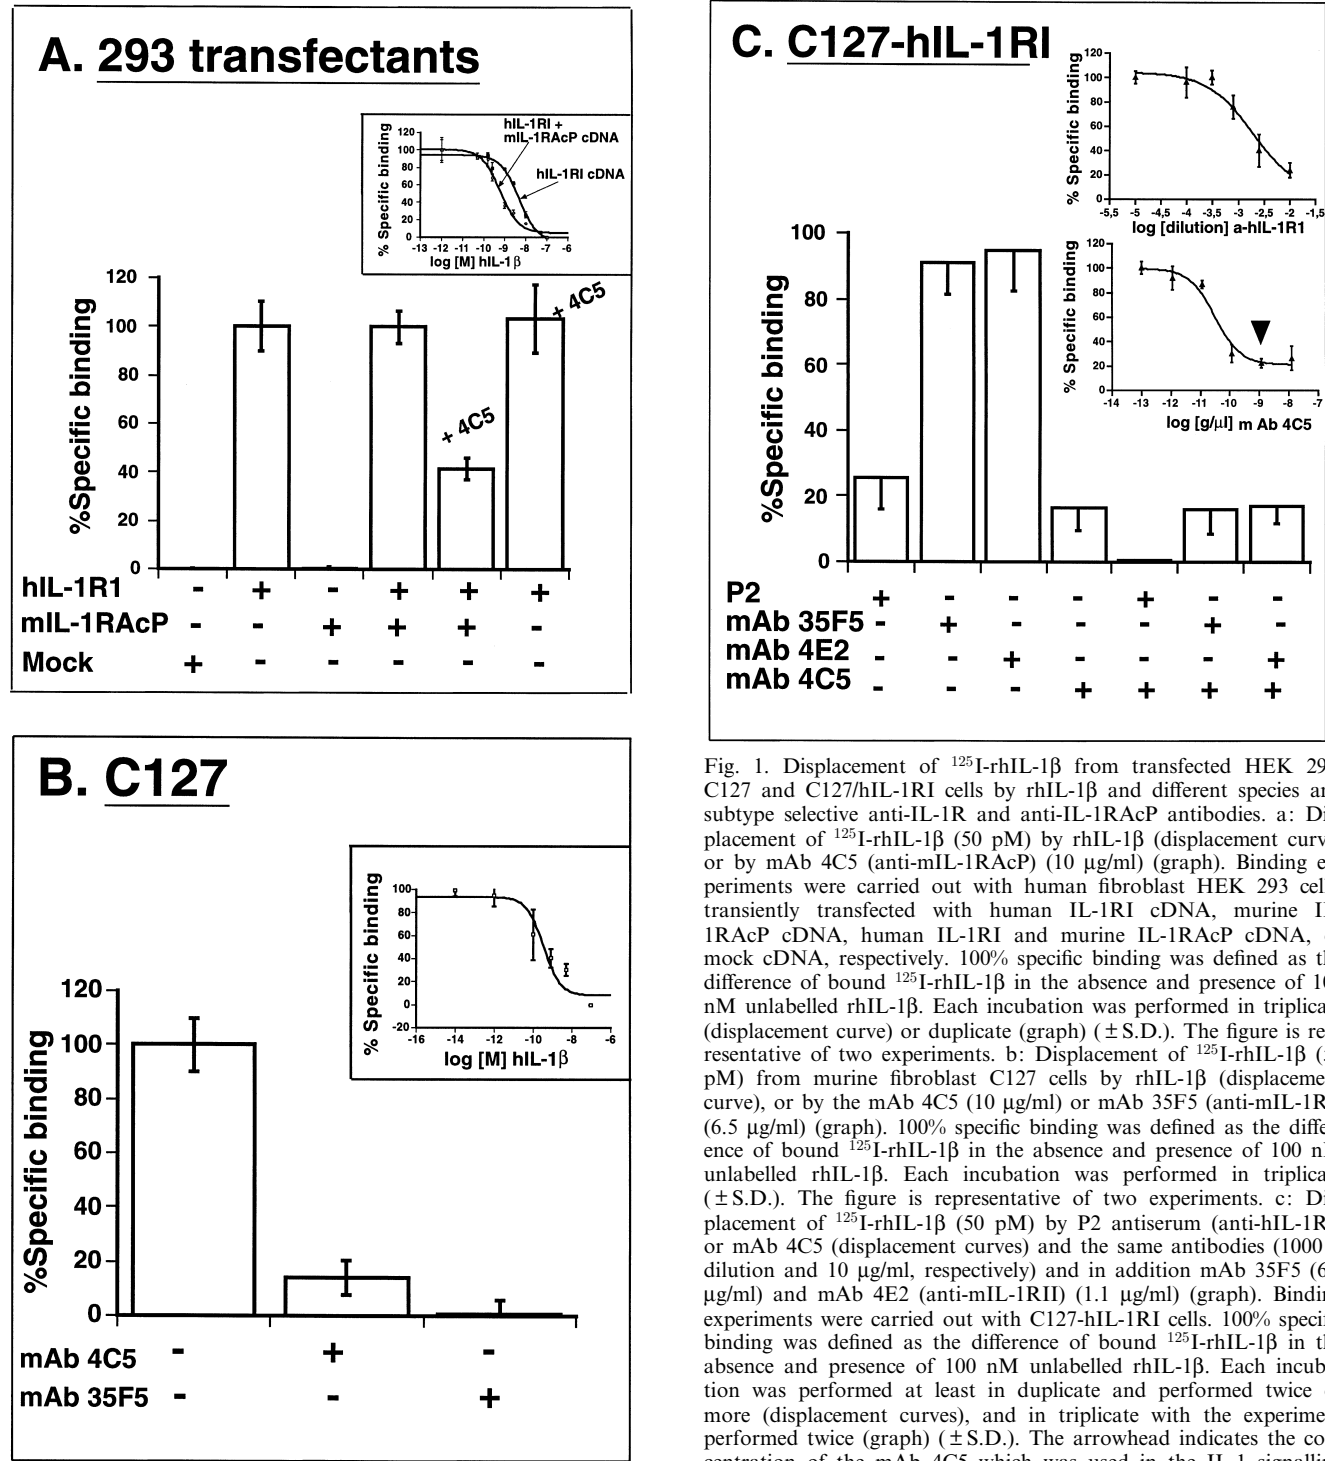 A. 293 transfectants
% Specific binding
120
100
80
60
40
20
0
hIL-1RI +
mIL-1RAcP cDNA
hIL-1RI cDNA
-13 -12 -11 -10 -9 -8 -7 -6
log [M] hIL-1β
%Specific binding
120
100
80
60
40
20
0
+ 4C5
+ 4C5
hIL-1R1 - + - + + +
mIL-1RAcP - - + + + -
Mock + - - - - -
B. C127
% Specific binding
100
80
60
40
20
0
-20
-16 -14 -12 -10 -8 -6
log [M] hIL-1β
%Specific binding
120
100
80
60
40
20
0
mAb 4C5 - + -
mAb 35F5 - - +
C. C127-hIL-1RI
% Specific binding
120
100
80
60
40
20
0
-5,5 -5 -4,5 -4 -3,5 -3 -2,5 -2 -1,5
log [dilution] a-hIL-1R1
% Specific binding
120
100
80
60
40
20
0
-14 -13 -12 -11 -10 -9 -8 -7
log [g/µl] m Ab 4C5
%Specific binding
100
80
60
40
20
0
P2 + - - - + - -
mAb 35F5 - + - - - + -
mAb 4E2 - - + - - - +
mAb 4C5 - - - + + + +
Fig. 1. Displacement of ¹²⁵I-rhIL-1β from transfected HEK 29
C127 and C127/hIL-1RI cells by rhIL-1β and different species an
subtype selective anti-IL-1R and anti-IL-1RAcP antibodies. a: Di
placement of ¹²⁵I-rhIL-1β (50 pM) by rhIL-1β (displacement curv
or by mAb 4C5 (anti-mIL-1RAcP) (10 µg/ml) (graph). Binding e
periments were carried out with human fibroblast HEK 293 cel
transiently transfected with human IL-1RI cDNA, murine I
1RAcP cDNA, human IL-1RI and murine IL-1RAcP cDNA,
mock cDNA, respectively. 100% specific binding was defined as t
difference of bound ¹²⁵I-rhIL-1β in the absence and presence of 1
nM unlabelled rhIL-1β. Each incubation was performed in triplica
(displacement curve) or duplicate (graph) (±S.D.). The figure is re
resentative of two experiments. b: Displacement of ¹²⁵I-rhIL-1β (
pM) from murine fibroblast C127 cells by rhIL-1β (displaceme
curve), or by the mAb 4C5 (10 µg/ml) or mAb 35F5 (anti-mIL-1R
(6.5 µg/ml) (graph). 100% specific binding was defined as the diffe
ence of bound ¹²⁵I-rhIL-1β in the absence and presence of 100 n
unlabelled rhIL-1β. Each incubation was performed in triplica
(±S.D.). The figure is representative of two experiments. c: Di
placement of ¹²⁵I-rhIL-1β (50 pM) by P2 antiserum (anti-hIL-1R
or mAb 4C5 (displacement curves) and the same antibodies (1000
dilution and 10 µg/ml, respectively) and in addition mAb 35F5 (6
µg/ml) and mAb 4E2 (anti-mIL-1RII) (1.1 µg/ml) (graph). Bindin
experiments were carried out with C127-hIL-1RI cells. 100% speci
binding was defined as the difference of bound ¹²⁵I-rhIL-1β in t
absence and presence of 100 nM unlabelled rhIL-1β. Each incub
tion was performed at least in duplicate and performed twice
more (displacement curves), and in triplicate with the experime
performed twice (graph) (±S.D.). The arrowhead indicates the co
centration of the mAb 4C5 which was used in the IL-1 signalli